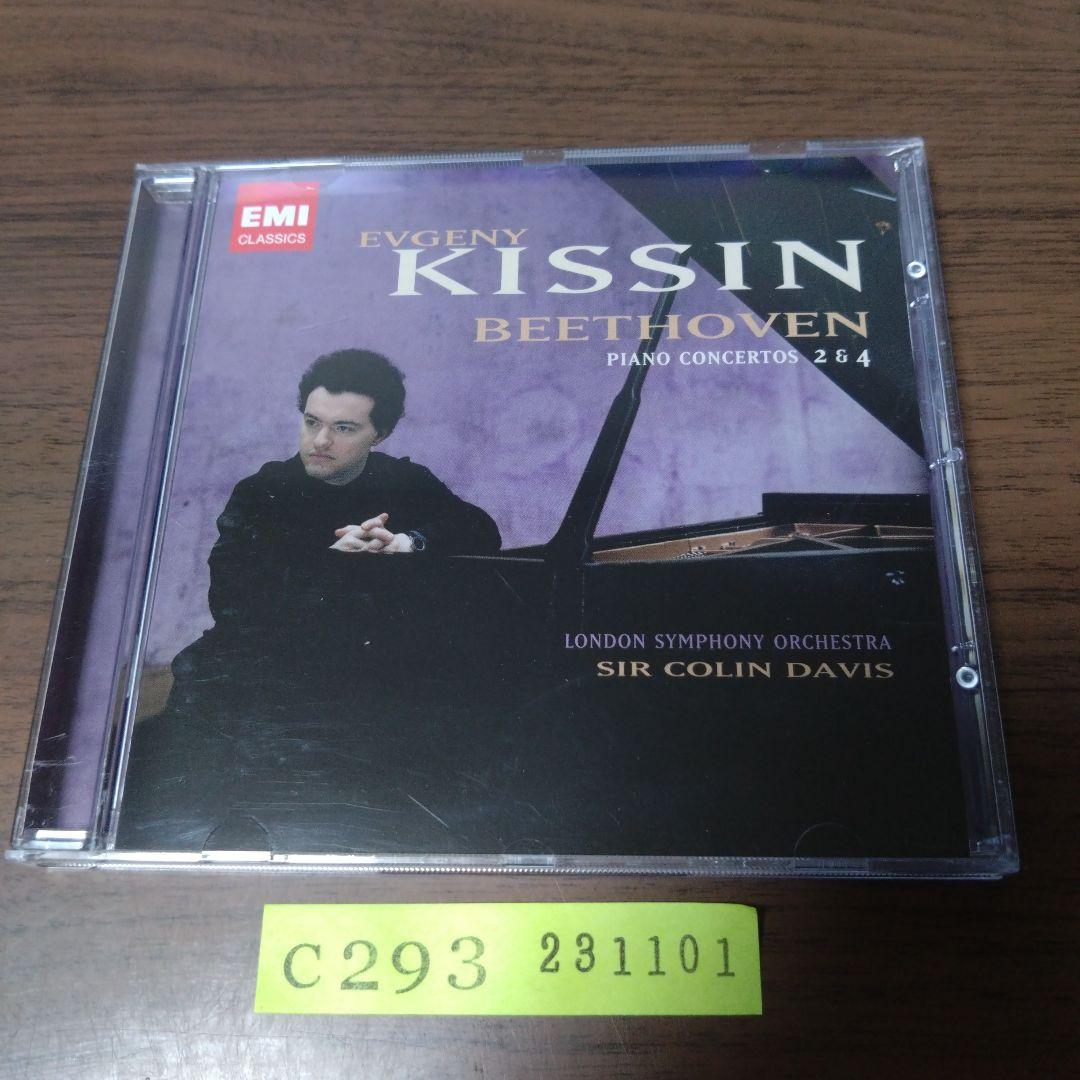 EMI
CLASSICS
EVGENY
KISSIN
BEETHOVEN
PIANO CONCERTOS 2 & 4
LONDON SYMPHONY ORCHESTRA
SIR COLIN DAVIS
C293 231101